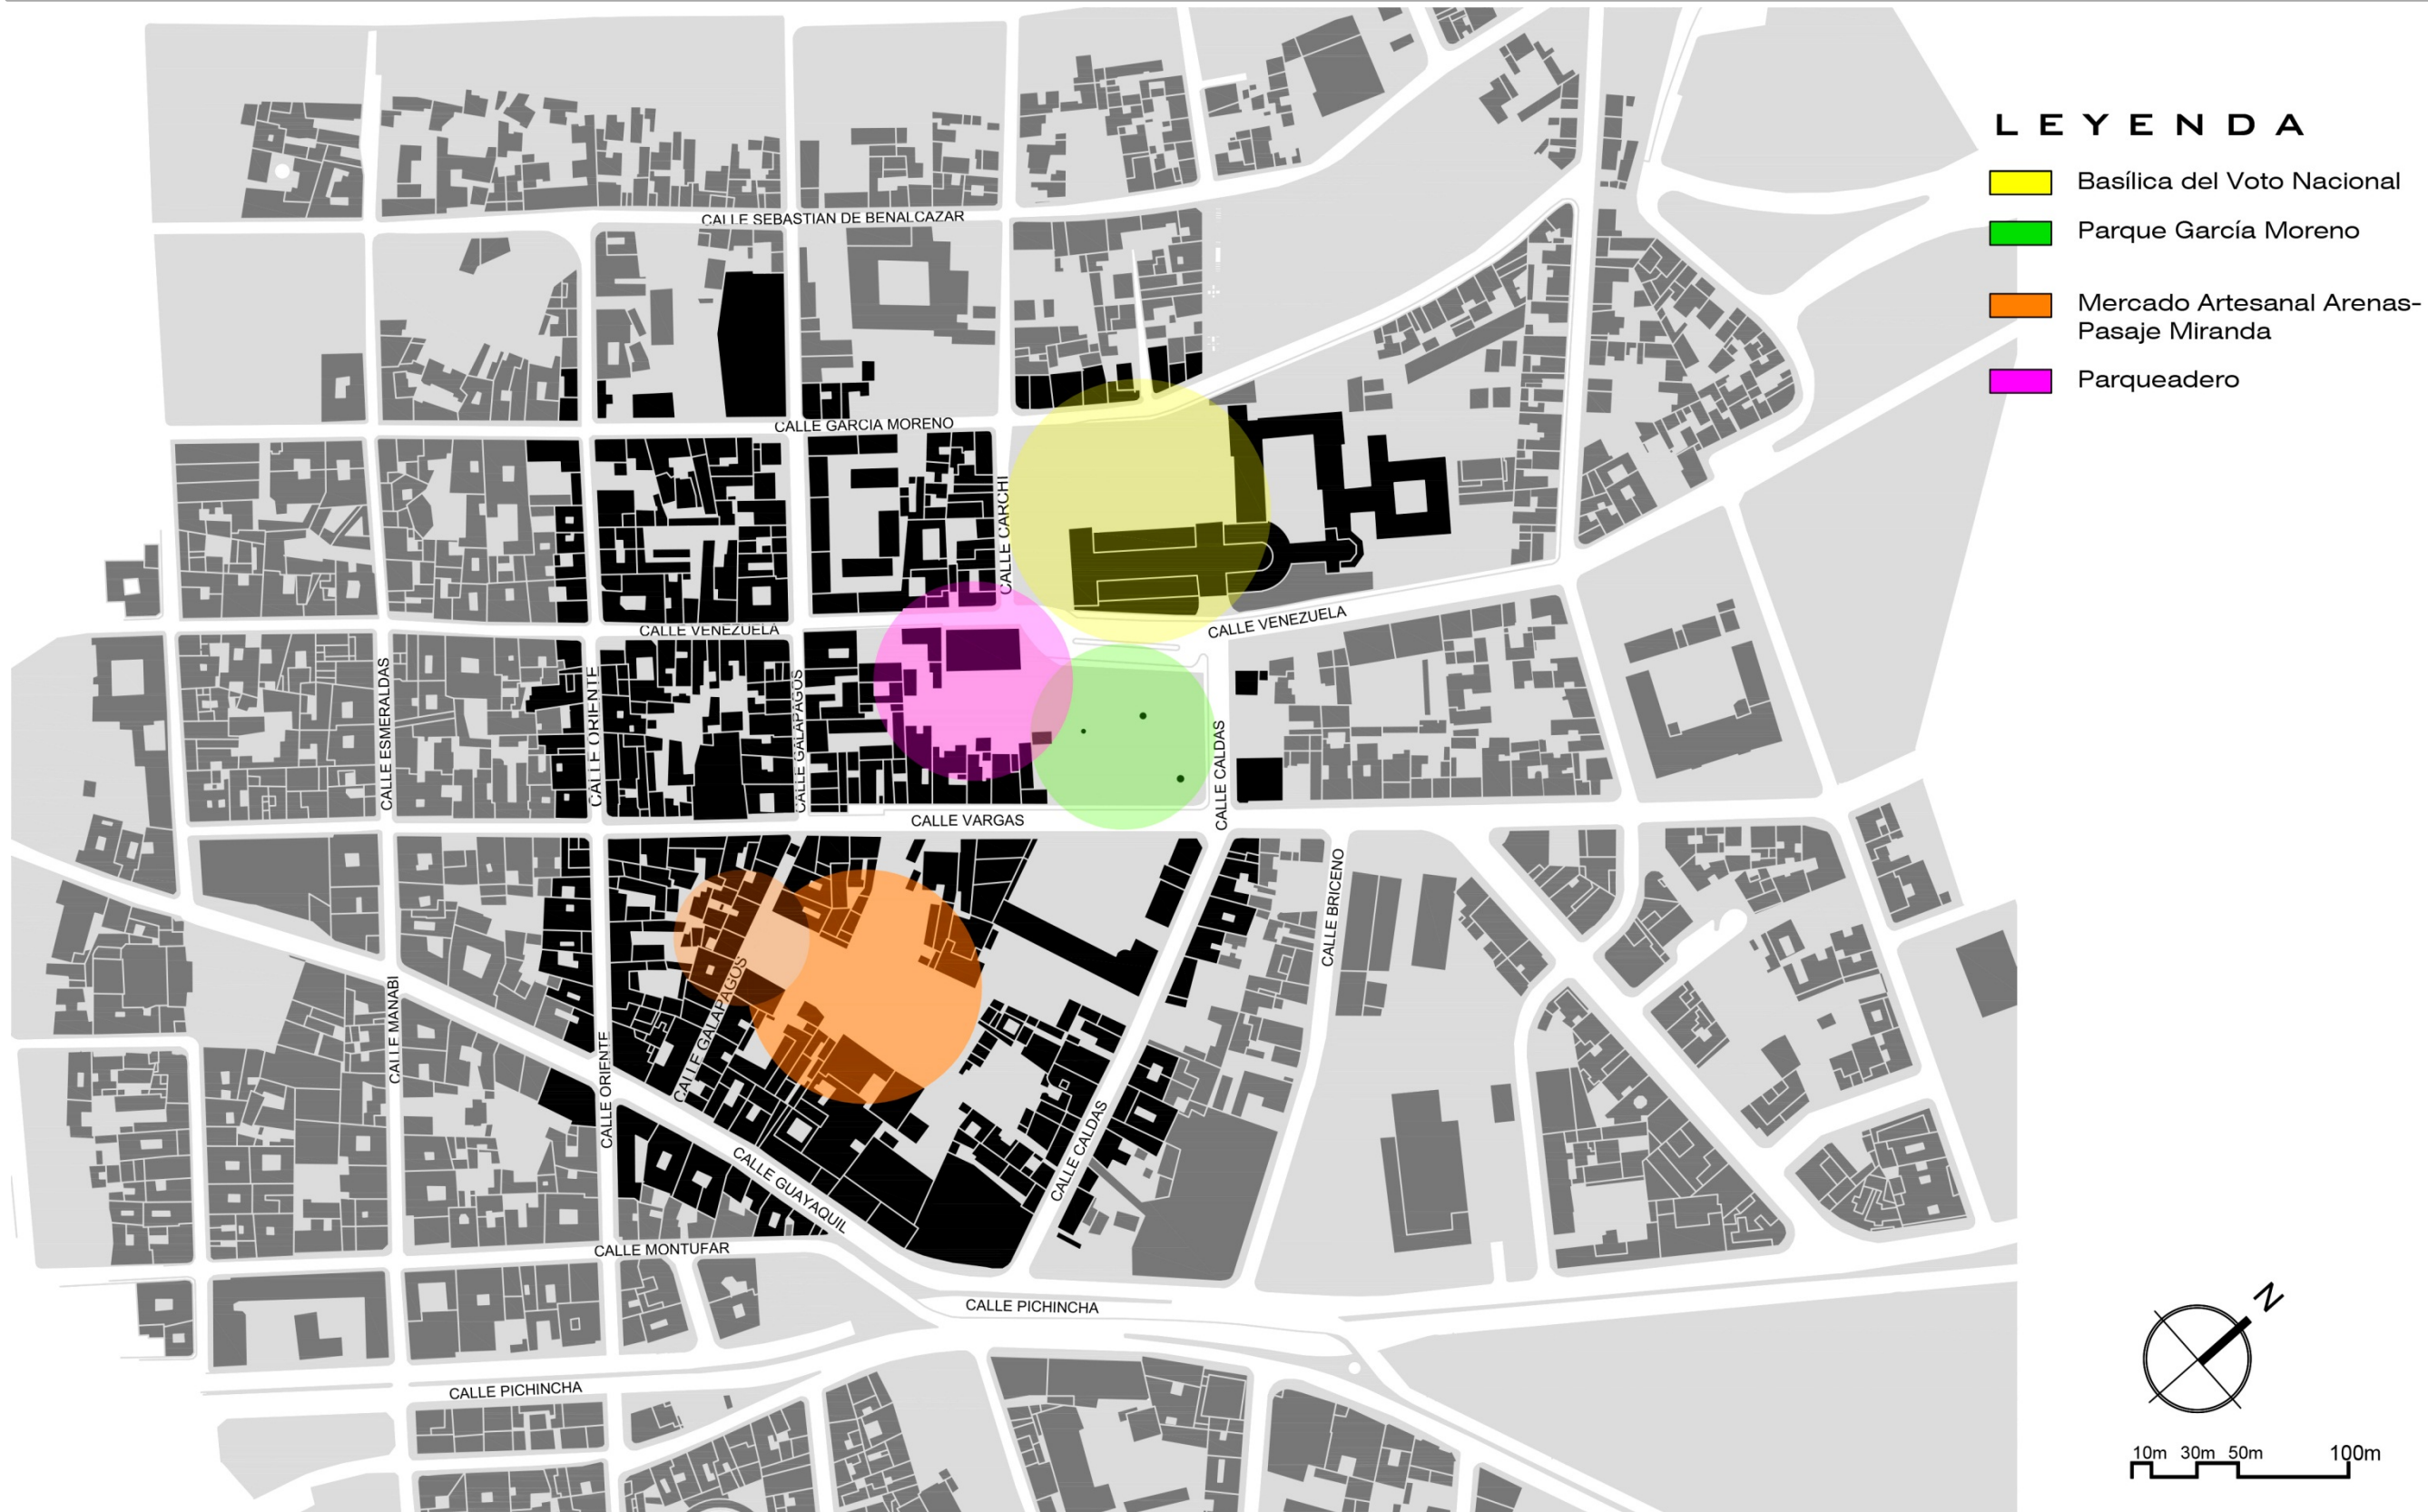 LEYENDA
Basílica del Voto Nacional
Parque García Moreno
Mercado Artesanal Arenas-
Pasaje Miranda
Parqueadero
CALLE SEBASTIAN DE BENALCAZAR
CALLE GARCIA MORENO
CALLE CARCHI
CALLE VENEZUELA
CALLE VENEZUELA
CALLE ESMERALDAS
CALLE ORIENTE
CALLE GALAPAGOS
CALLE CALDAS
CALLE VARGAS
CALLE BRICENO
CALLE MANABI
CALLE ORIENTE
CALLE GALAPAGOS
CALLE CALDAS
CALLE GUAYAQUIL
CALLE MONTUFAR
CALLE PICHINCHA
CALLE PICHINCHA
N
10m 30m 50m 100m